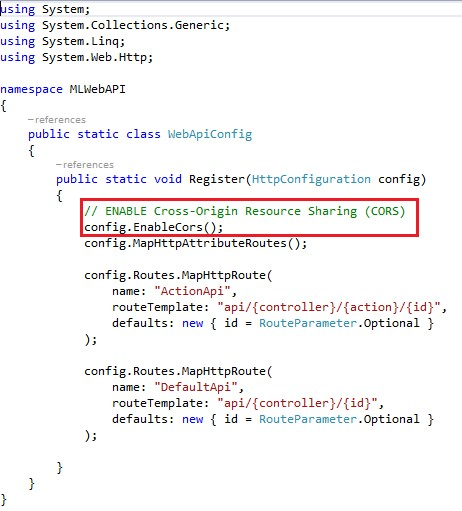 using System;
using System.Collections.Generic;
using System.Linq;
using System.Web.Http;
namespace MLWebAPI
{
–references
public static class WebApiConfig
{
–references
public static void Register(HttpConfiguration config)
{
// ENABLE Cross-Origin Resource Sharing (CORS)
config.EnableCors();
config.MapHttpAttributeRoutes();
config.Routes.MapHttpRoute(
name: "ActionApi",
routeTemplate: "api/{controller}/{action}/{id}",
defaults: new { id = RouteParameter.Optional }
);
config.Routes.MapHttpRoute(
name: "DefaultApi",
routeTemplate: "api/{controller}/{id}",
defaults: new { id = RouteParameter.Optional }
);
}
}
}